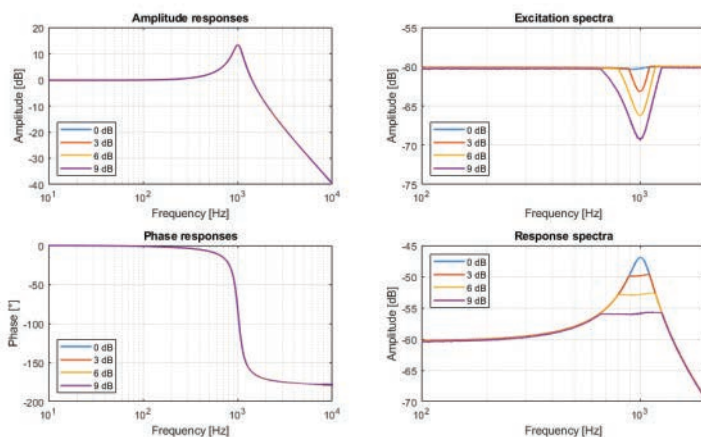 Amplitude responses
Amplitude [dB]
20
10
0
-10
-20
-30
-40
0 dB
3 dB
6 dB
9 dB
10^1
10^2
10^3
10^4
Frequency [Hz]
Excitation spectra
Amplitude [dB]
-55
-60
-65
-70
-75
0 dB
3 dB
6 dB
9 dB
10^2
10^3
Frequency [Hz]
Phase responses
Phase [°]
0
-50
-100
-150
-200
0 dB
3 dB
6 dB
9 dB
10^1
10^2
10^3
10^4
Frequency [Hz]
Response spectra
Amplitude [dB]
-45
-50
-55
-60
-65
-70
0 dB
3 dB
6 dB
9 dB
10^2
10^3
Frequency [Hz]